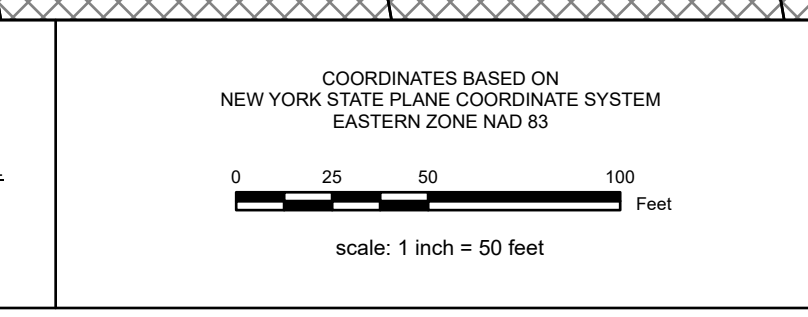 COORDINATES BASED ON
NEW YORK STATE PLANE COORDINATE SYSTEM
EASTERN ZONE NAD 83
0 25 50 100
Feet
scale: 1 inch = 50 feet